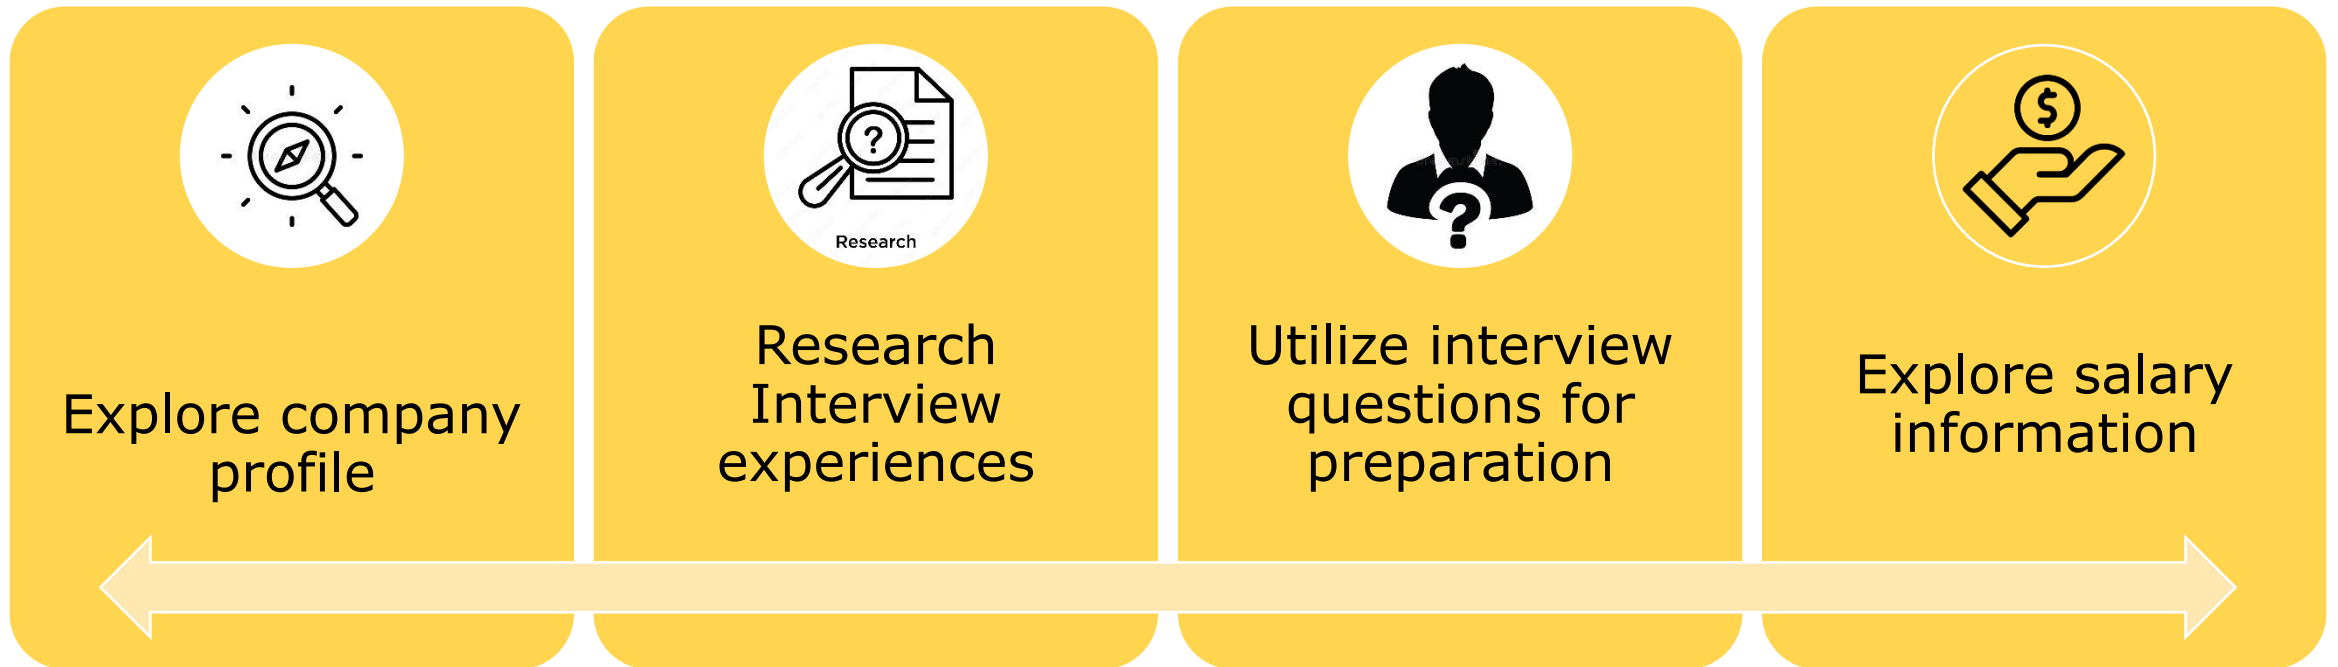 Explore company
profile
Research
Research
Interview
experiences
Utilize interview
questions for
preparation
$
Explore salary
information